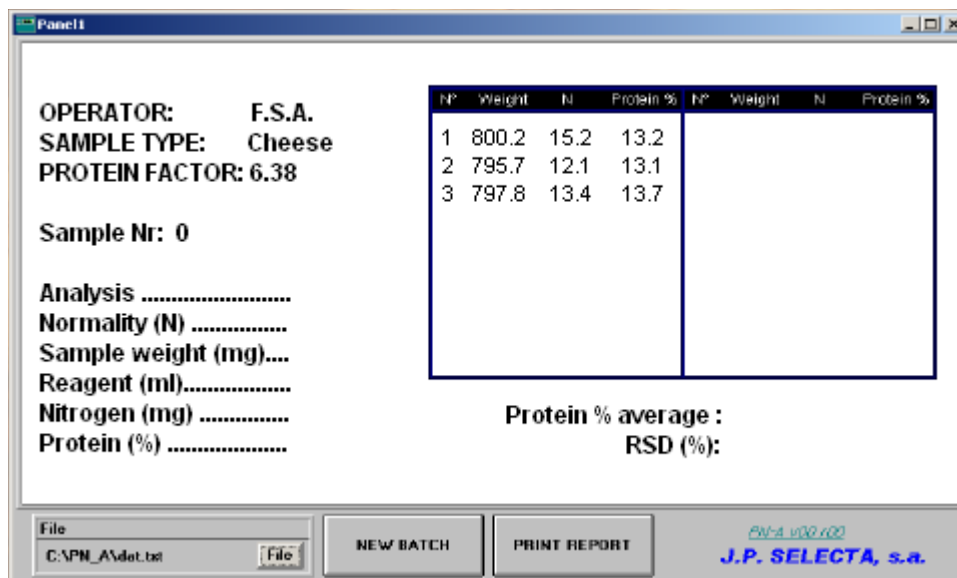 Panel1
OPERATOR: F.S.A.
SAMPLE TYPE: Cheese
PROTEIN FACTOR: 6.38
Sample Nr: 0
Analysis .........................
Normality (N) ................
Sample weight (mg)....
Reagent (ml)..................
Nitrogen (mg) ...............
Protein (%) ....................
Nº Weight N Protein % Nº Weight N Protein %
1 800.2 15.2 13.2
2 795.7 12.1 13.1
3 797.8 13.4 13.7
Protein % average :
RSD (%):
File
C:\PN_A\dat.txt File
NEW BATCH
PRINT REPORT
PN-A v00 r00
J.P. SELECTA, s.a.